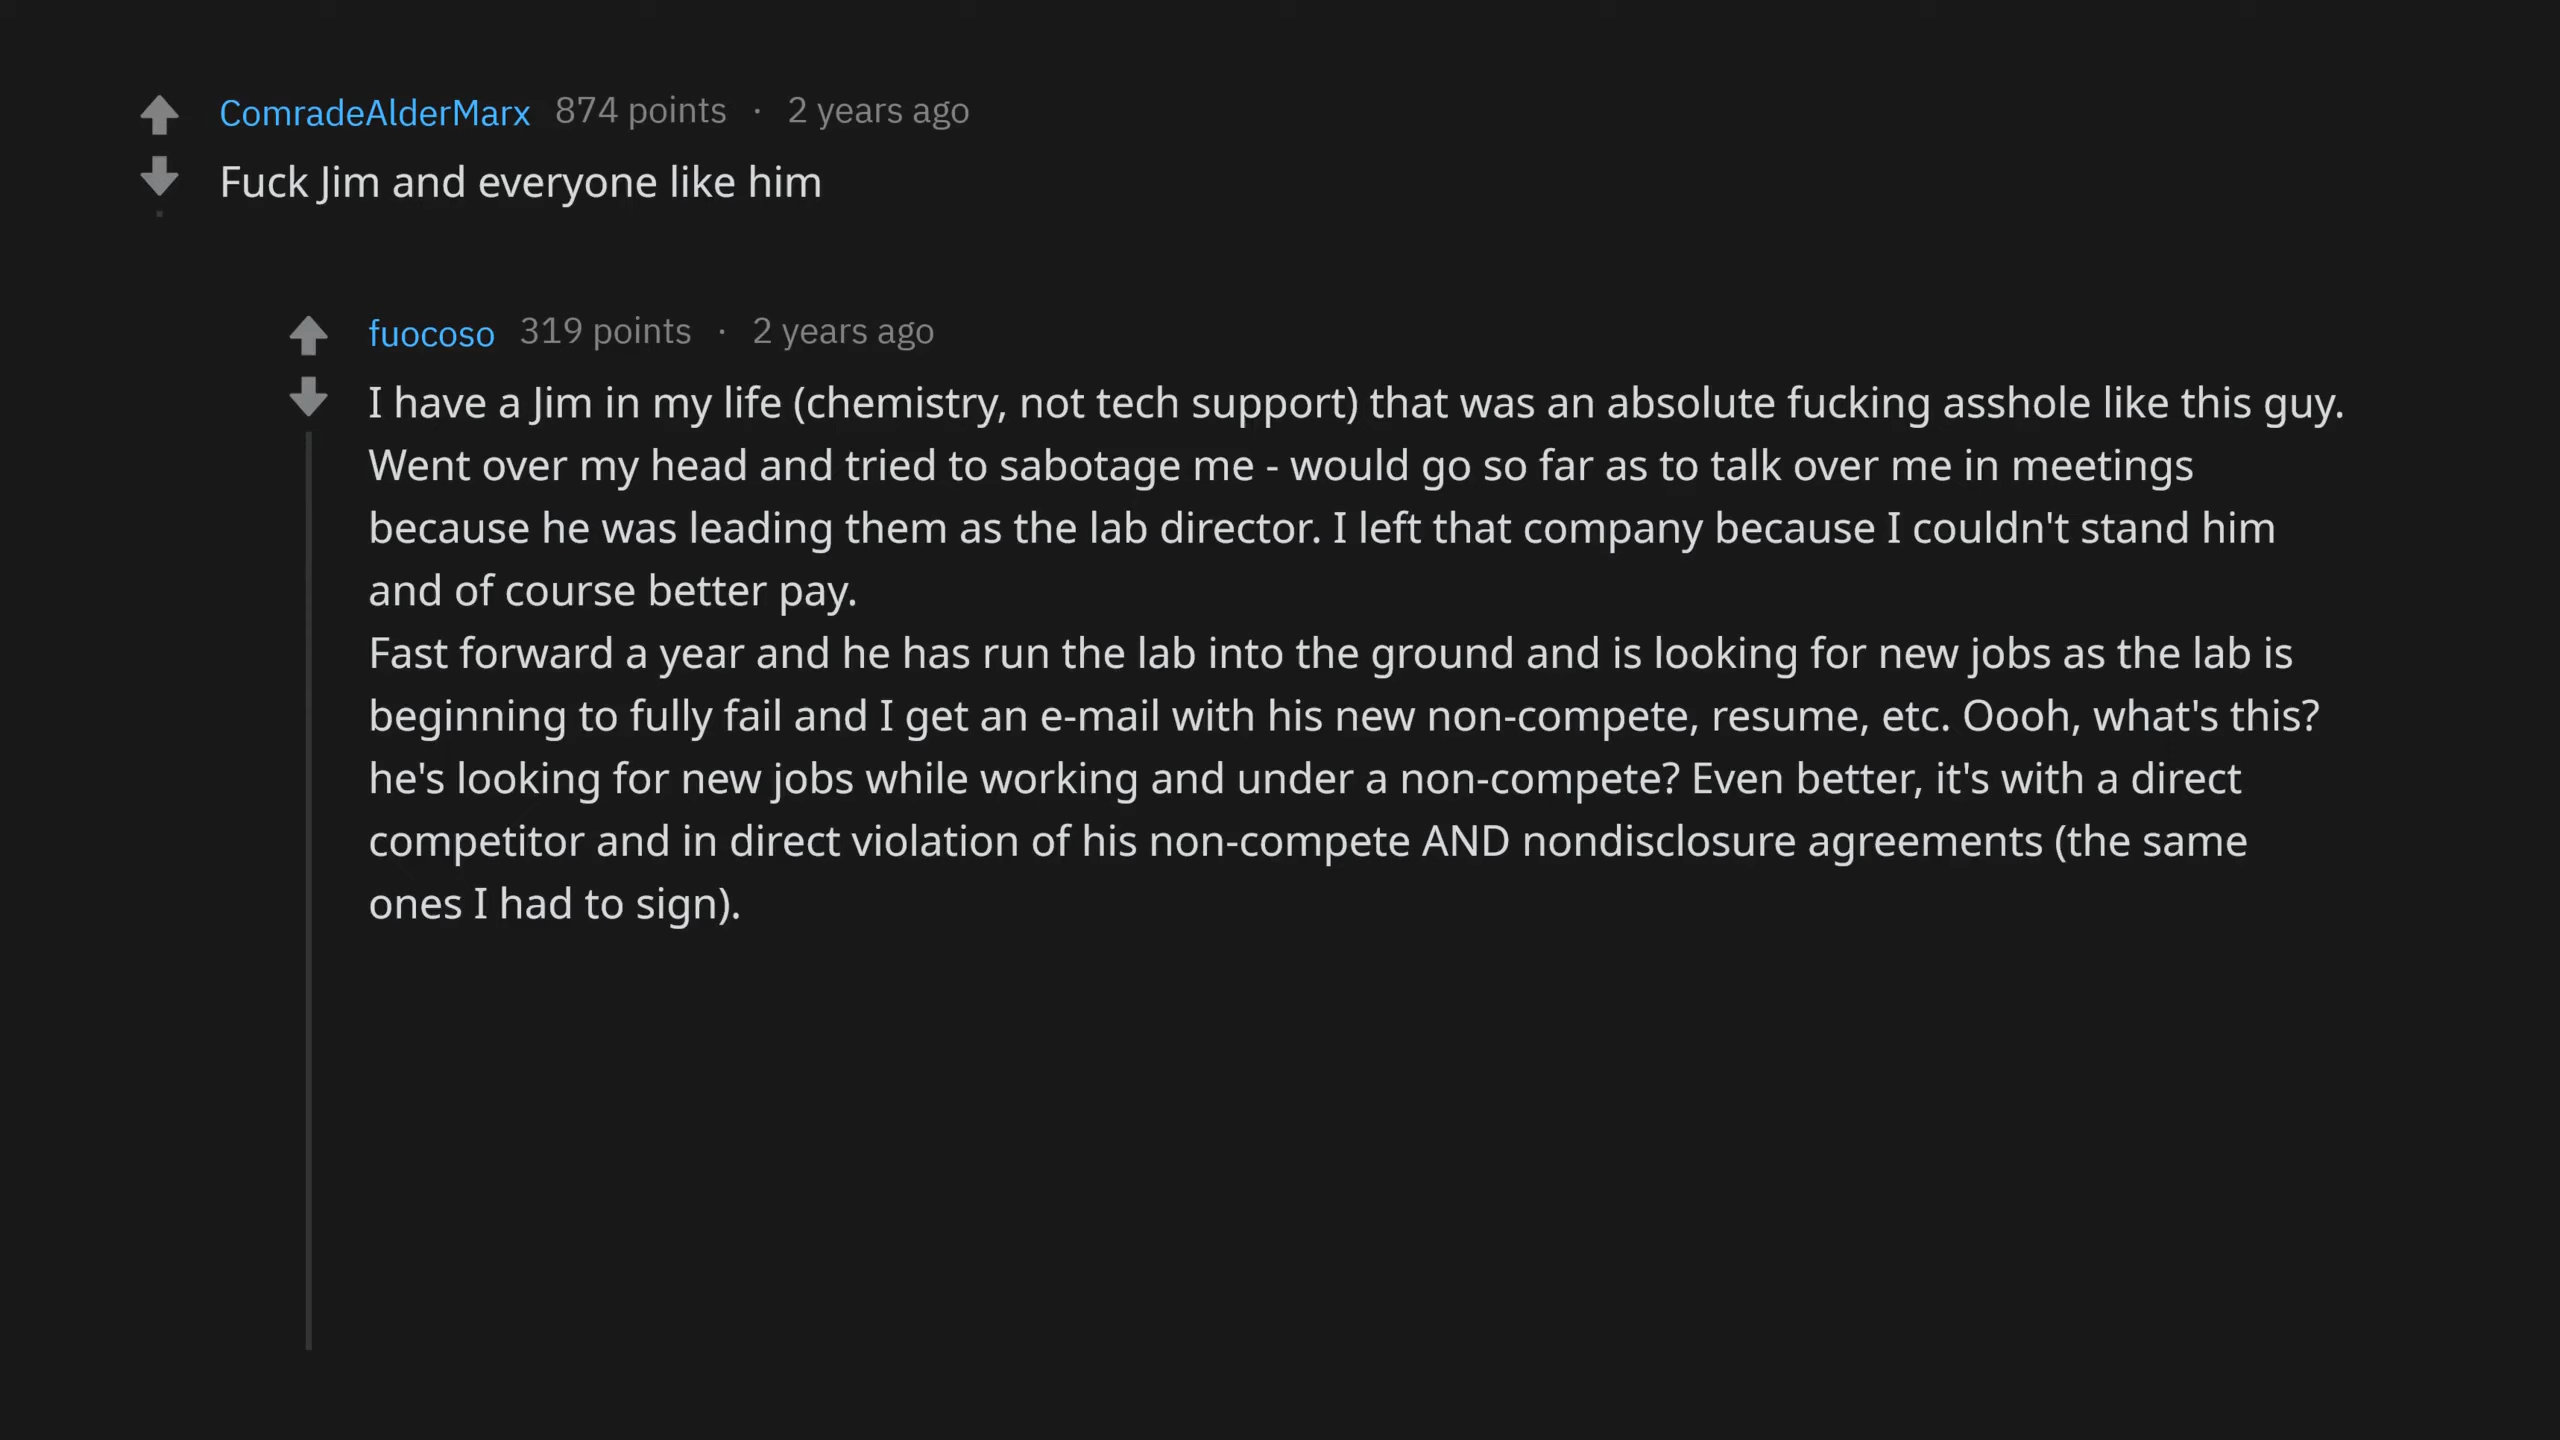 ComradeAlderMarx 874 points · 2 years ago
Fuck Jim and everyone like him
fuocoso 319 points · 2 years ago
I have a Jim in my life (chemistry, not tech support) that was an absolute fucking asshole like this guy.
Went over my head and tried to sabotage me - would go so far as to talk over me in meetings
because he was leading them as the lab director. I left that company because I couldn't stand him
and of course better pay.
Fast forward a year and he has run the lab into the ground and is looking for new jobs as the lab is
beginning to fully fail and I get an e-mail with his new non-compete, resume, etc. Oooh, what's this?
he's looking for new jobs while working and under a non-compete? Even better, it's with a direct
competitor and in direct violation of his non-compete AND nondisclosure agreements (the same
ones I had to sign).